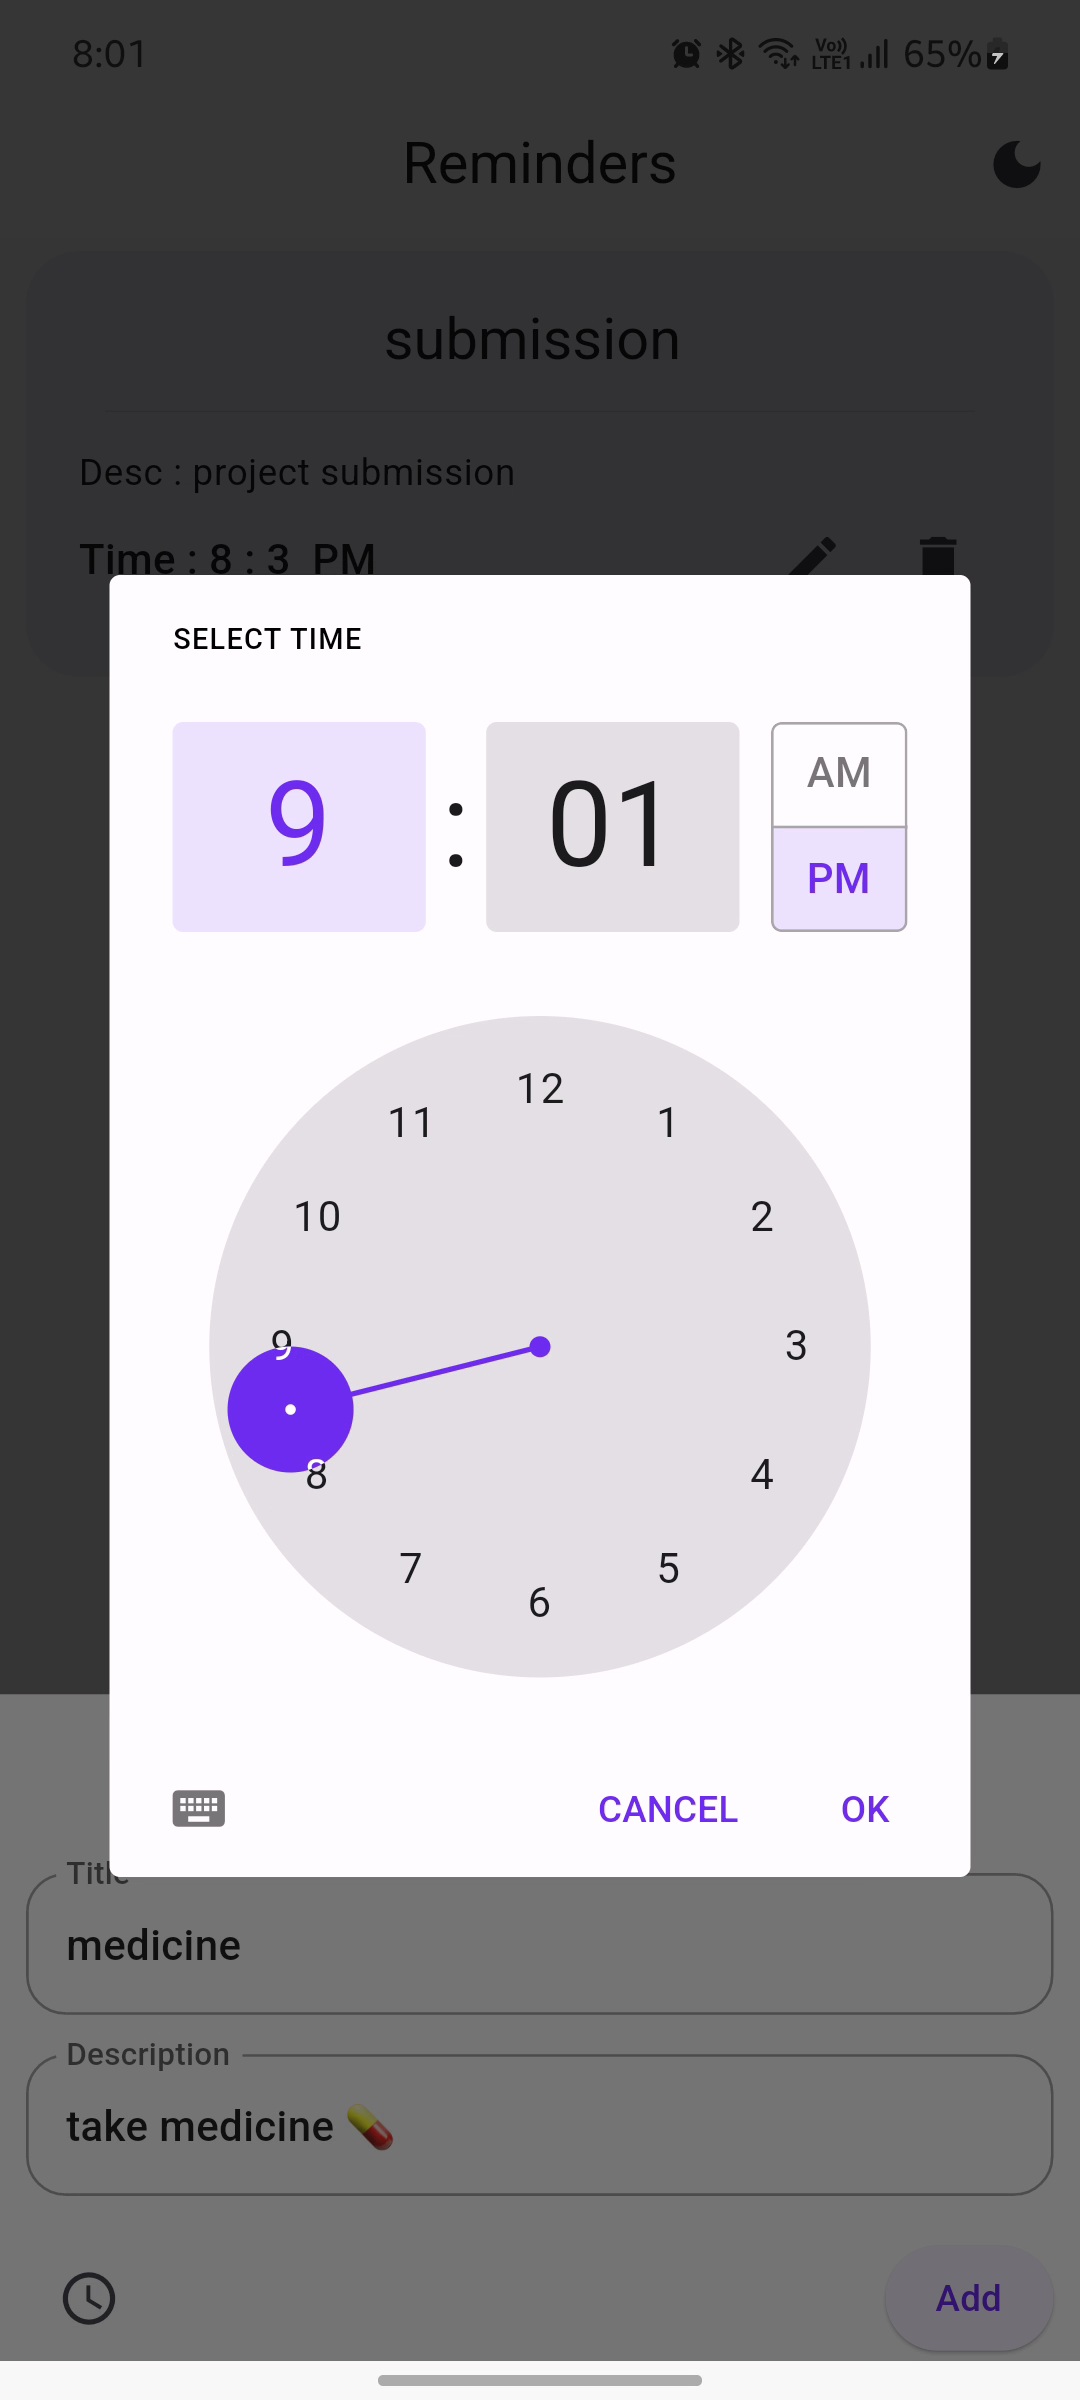 8:01 Vo)) LTE1 65%
Reminders
submission
Desc : project submission
Time : 8 : 3 PM
SELECT TIME
9 : 01
AM
PM
12
11 1
10 2
9 3
8 4
7 5
6
CANCEL OK
Title
medicine
Description
take medicine 💊
Add